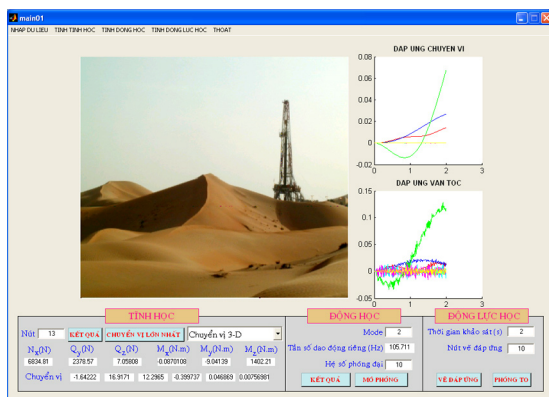 main01
NHAP DU LIEU TINH TINH HOC TINH DONG HOC TINH DONG LUC HOC THOAT
DAP UNG CHUYEN VI
0.08
0.06
0.04
0.02
0
-0.02
0 1 2 3
DAP UNG VAN TOC
0.15
0.1
0.05
0
-0.05
0 1 2 3
TĨNH HỌC
Nút 13 KẾT QUẢ CHUYỂN VỊ LỚN NHẤT Chuyển vị 3-D
Nx(N) Qy(N) Qz(N) Mx(N.m) My(N.m) Mz(N.m)
6834.81 2378.57 7.05808 -0.0870108 -9.04139 1402.21
Chuyển vị -1.64222 16.9171 12.2965 -0.399737 0.046869 0.00756981
ĐỘNG HỌC
Mode 2
Tần số dao động riêng (Hz) 105.711
Hệ số phóng đại 10
KẾT QUẢ MÔ PHỎNG
ĐỘNG LỰC HỌC
Thời gian khảo sát (s) 2
Nút vẽ đáp ứng 10
VẼ ĐÁP ỨNG PHÓNG TO